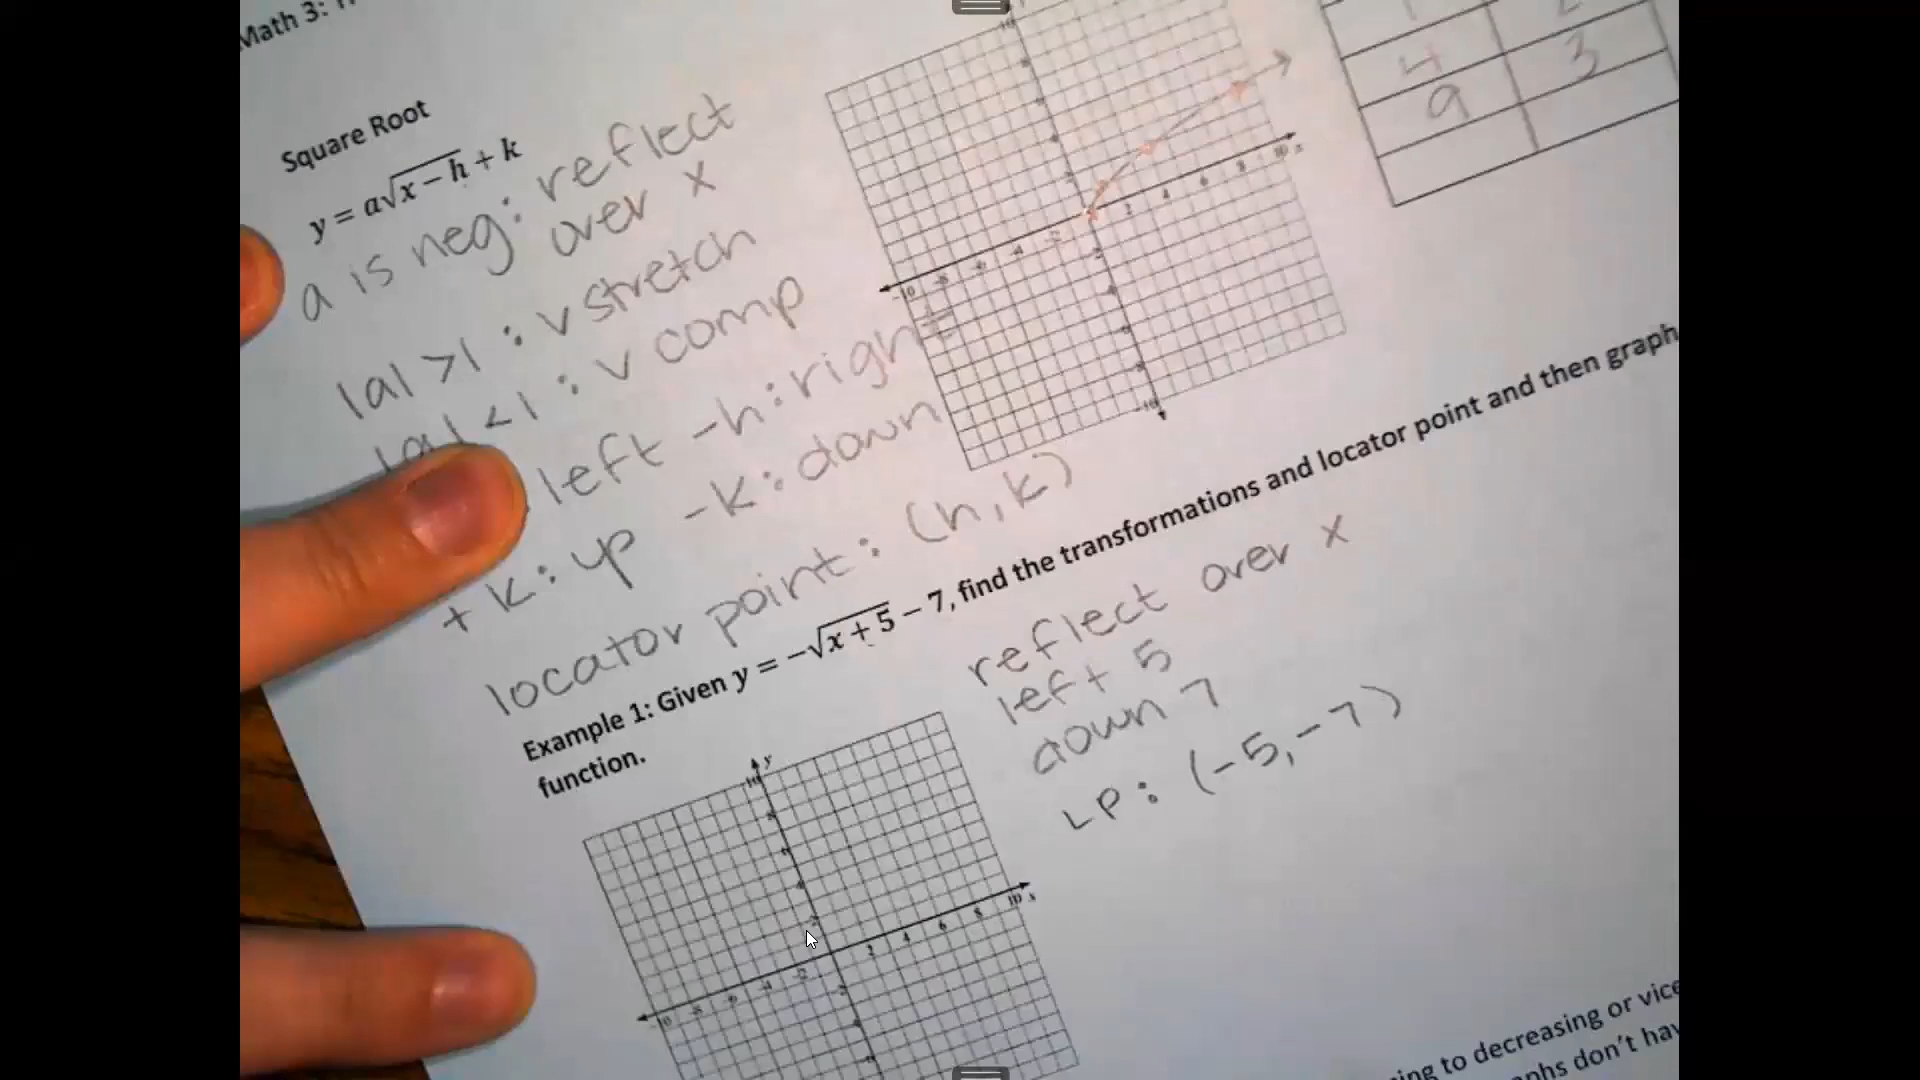 Math 3:
Square Root
y = a√x − h + k
a is neg: reflect
over x
|a| > 1 : v stretch
|a| < 1 : v comp
left -h: righ
+k: up -k: down
locator point: (h, k)
4 3
9
Example 1: Given y = −√x + 5 − 7, find the transformations and locator point and then graph
function.
reflect over x
left 5
down 7
LP: (-5, -7)
y
x
ing to decreasing or vice
phs don't hav